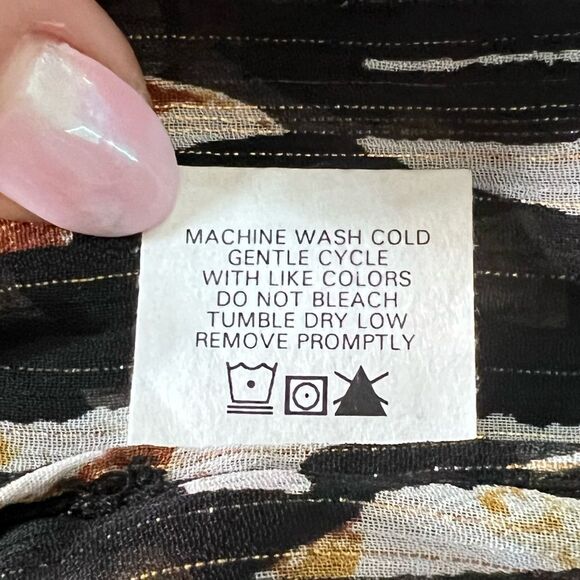 MACHINE WASH COLD
GENTLE CYCLE
WITH LIKE COLORS
DO NOT BLEACH
TUMBLE DRY LOW
REMOVE PROMPTLY